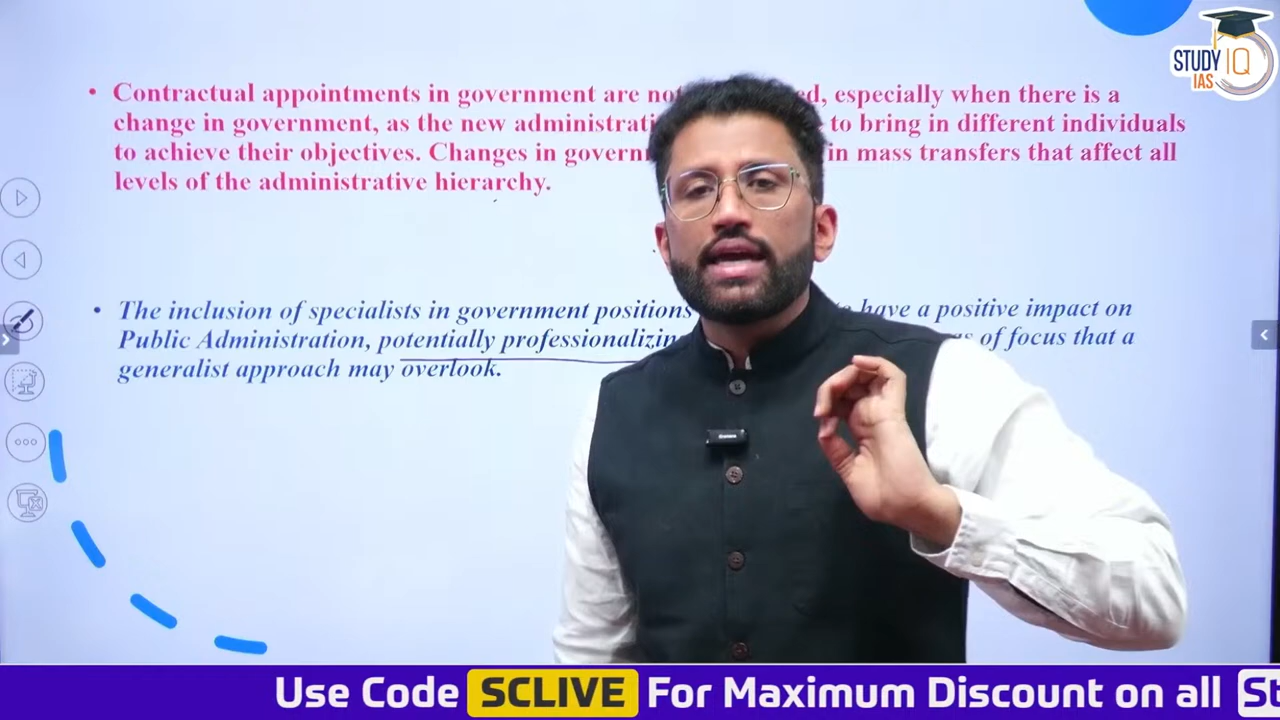 STUDY IQ
IAS
• Contractual appointments in government are not d, especially when there is a
change in government, as the new administrati to bring in different individuals
to achieve their objectives. Changes in govern in mass transfers that affect all
levels of the administrative hierarchy.
• The inclusion of specialists in government positions have a positive impact on
Public Administration, potentially professionalizin of focus that a
generalist approach may overlook.
Use Code SCLIVE For Maximum Discount on all St